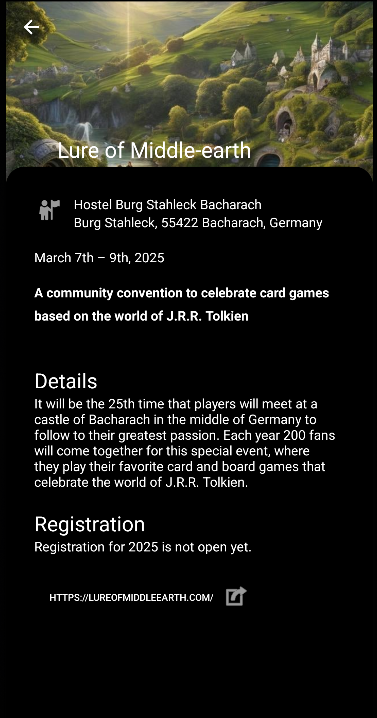 Lure of Middle-earth
Hostel Burg Stahleck Bacharach
Burg Stahleck, 55422 Bacharach, Germany
March 7th – 9th, 2025
A community convention to celebrate card games
based on the world of J.R.R. Tolkien
Details
It will be the 25th time that players will meet at a
castle of Bacharach in the middle of Germany to
follow to their greatest passion. Each year 200 fans
will come together for this special event, where
they play their favorite card and board games that
celebrate the world of J.R.R. Tolkien.
Registration
Registration for 2025 is not open yet.
HTTPS://LUREOFMIDDLEEARTH.COM/